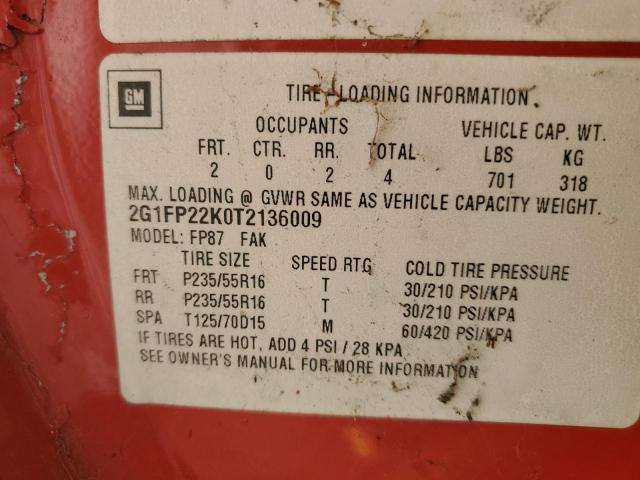 GM
TIRE-LOADING INFORMATION
OCCUPANTS VEHICLE CAP. WT.
FRT. CTR. RR. TOTAL LBS KG
2 0 2 4 701 318
MAX. LOADING @ GVWR SAME AS VEHICLE CAPACITY WEIGHT.
2G1FP22K0T2136009
MODEL: FP87 FAK
TIRE SIZE SPEED RTG COLD TIRE PRESSURE
FRT P235/55R16 T 30/210 PSI/KPA
RR P235/55R16 T 30/210 PSI/KPA
SPA T125/70D15 M 60/420 PSI/KPA
IF TIRES ARE HOT, ADD 4 PSI / 28 KPA
SEE OWNER'S MANUAL FOR MORE INFORMATION